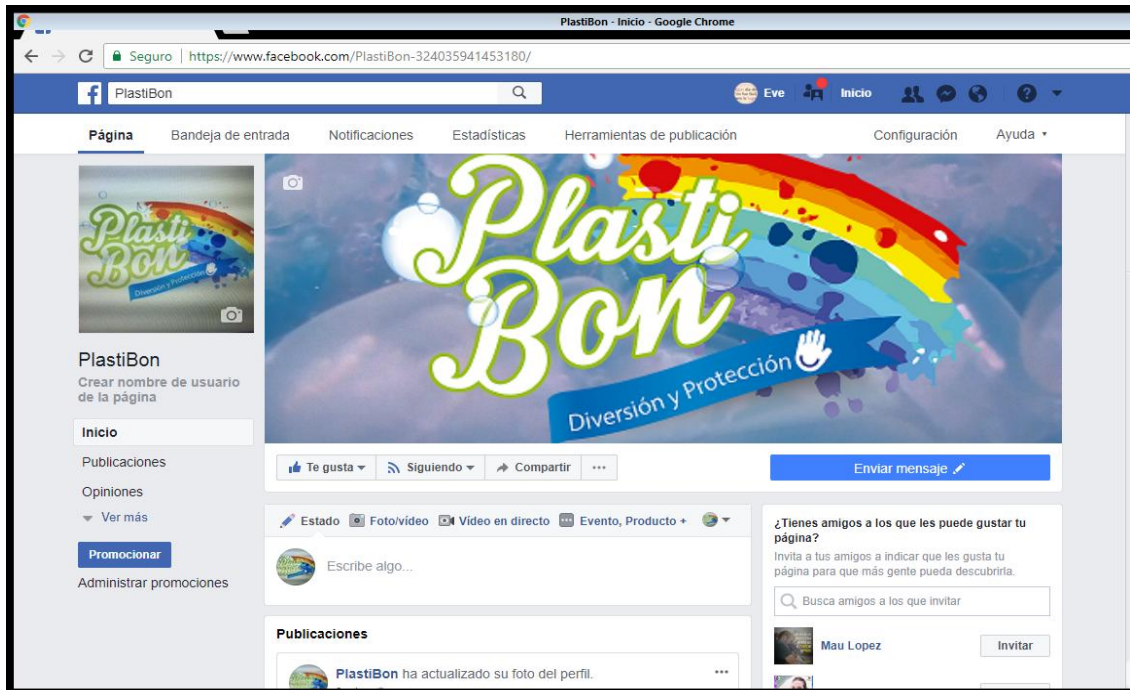 PlastiBon - Inicio - Google Chrome
Seguro | https://www.facebook.com/PlastiBon-324035941453180/
PlastiBon
Eve
Inicio
Página Bandeja de entrada Notificaciones Estadísticas Herramientas de publicación Configuración Ayuda
Plasti
Bon
Diversión y Protección
Plasti
Bon
Diversión y Protección
PlastiBon
Crear nombre de usuario
de la página
Inicio
Publicaciones
Opiniones
Ver más
Promocionar
Administrar promociones
Te gusta Siguiendo Compartir ...
Enviar mensaje
Estado Foto/vídeo Vídeo en directo Evento, Producto +
Escribe algo...
Publicaciones
PlastiBon ha actualizado su foto del perfil.
¿Tienes amigos a los que les puede gustar tu
página?
Invita a tus amigos a indicar que les gusta tu
página para que más gente pueda descubrirla.
Busca amigos a los que invitar
Mau Lopez Invitar